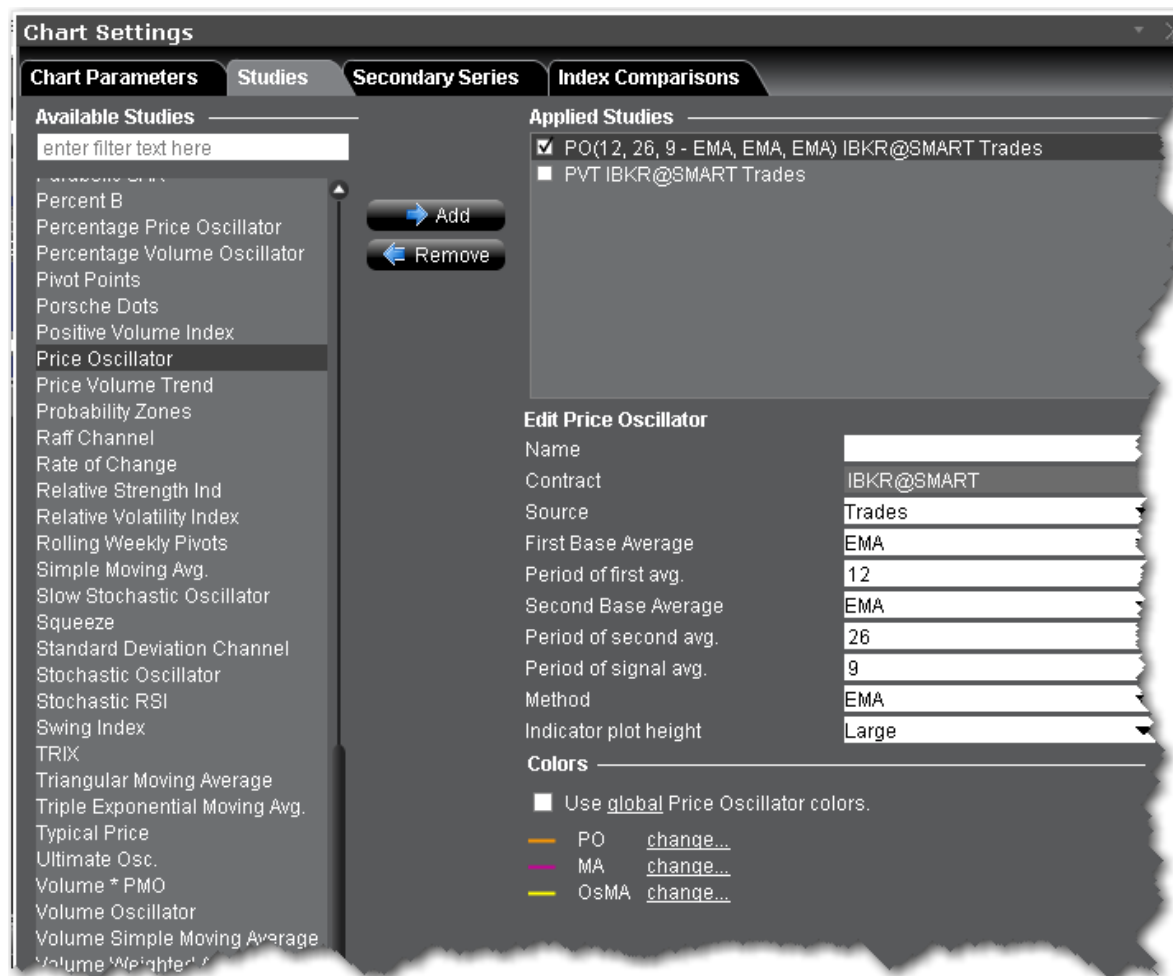 Chart Settings
Chart Parameters
Studies
Secondary Series
Index Comparisons
Available Studies
enter filter text here
Parabolic SAR
Percent B
Percentage Price Oscillator
Percentage Volume Oscillator
Pivot Points
Porsche Dots
Positive Volume Index
Price Oscillator
Price Volume Trend
Probability Zones
Raff Channel
Rate of Change
Relative Strength Ind
Relative Volatility Index
Rolling Weekly Pivots
Simple Moving Avg.
Slow Stochastic Oscillator
Squeeze
Standard Deviation Channel
Stochastic Oscillator
Stochastic RSI
Swing Index
TRIX
Triangular Moving Average
Triple Exponential Moving Avg.
Typical Price
Ultimate Osc.
Volume * PMO
Volume Oscillator
Volume Simple Moving Average
Volume Weighted
Add
Remove
Applied Studies
PO(12, 26, 9 - EMA, EMA, EMA) IBKR@SMART Trades
PVT IBKR@SMART Trades
Edit Price Oscillator
Name
Contract IBKR@SMART
Source Trades
First Base Average EMA
Period of first avg. 12
Second Base Average EMA
Period of second avg. 26
Period of signal avg. 9
Method EMA
Indicator plot height Large
Colors
Use global Price Oscillator colors.
PO change...
MA change...
OsMA change...